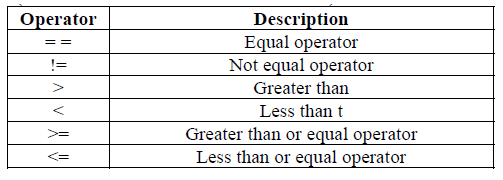 Operator Description
= = Equal operator
!= Not equal operator
> Greater than
< Less than t
>= Greater than or equal operator
<= Less than or equal operator